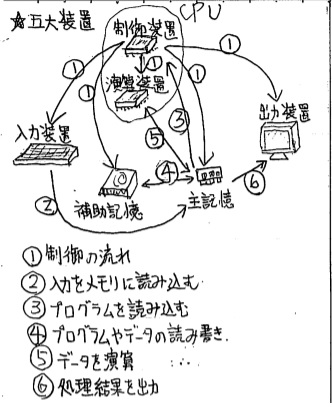 ☆五大装置
CPU
制御装置
①
①
①
①
①
演算装置
入力装置
出力装置
②
補助記憶
④
⑤
③
主記憶
⑥
①制御の流れ
②入力をメモリに読み込む
③プログラムを読み込む
④プログラムやデータの読み書き
⑤データを演算
⑥処理結果を出力